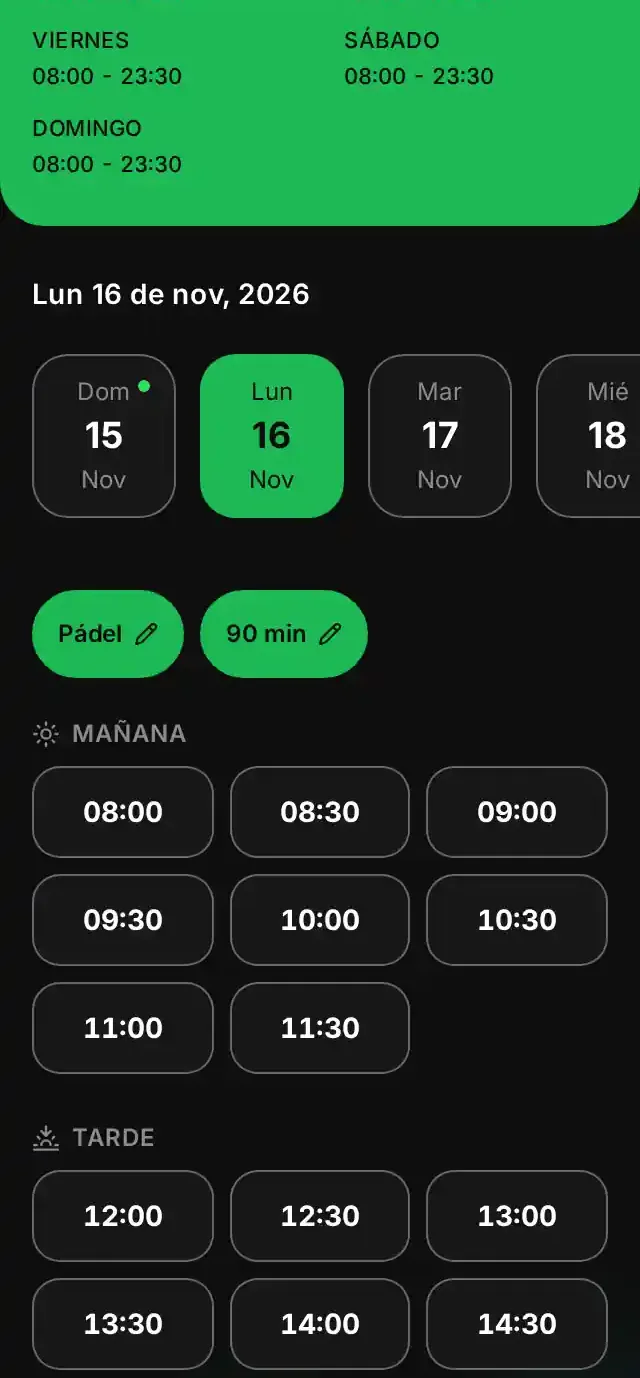 VIERNES
08:00 - 23:30
SÁBADO
08:00 - 23:30
DOMINGO
08:00 - 23:30
Lun 16 de nov, 2026
Dom
15
Nov
Lun
16
Nov
Mar
17
Nov
Mié
18
Nov
Pádel
90 min
MAÑANA
08:00 08:30 09:00
09:30 10:00 10:30
11:00 11:30
TARDE
12:00 12:30 13:00
13:30 14:00 14:30